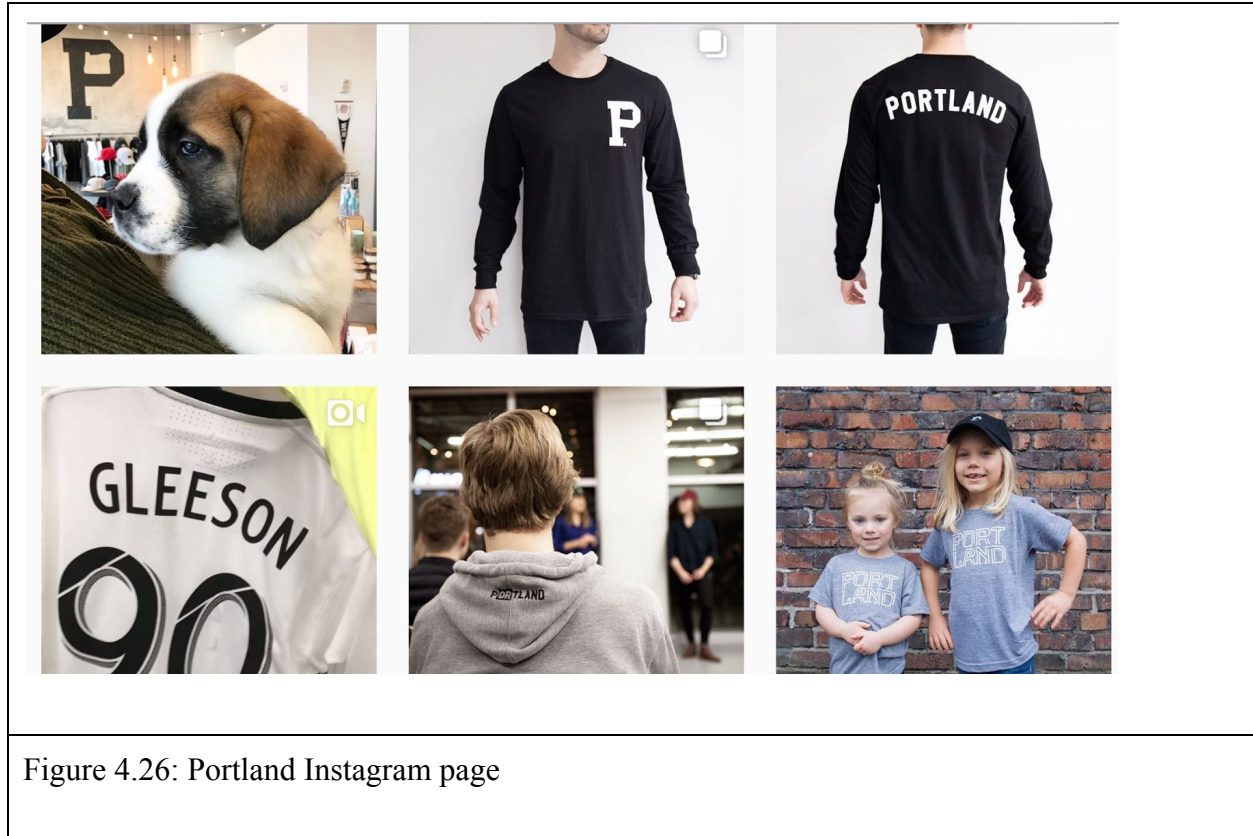 P
P
PORTLAND
GLEESON
90
PORTLAND
PORT
LAND
PORT
LAND
Figure 4.26: Portland Instagram page